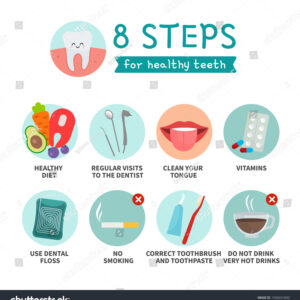 8 STEPS
for healthy teeth
HEALTHY
DIET
REGULAR VISITS
TO THE DENTIST
CLEAN YOUR
TONGUE
VITAMINS
USE DENTAL
FLOSS
NO
SMOKING
CORRECT TOOTHBRUSH
AND TOOTHPASTE
DO NOT DRINK
VERY HOT DRINKS
shutterstock